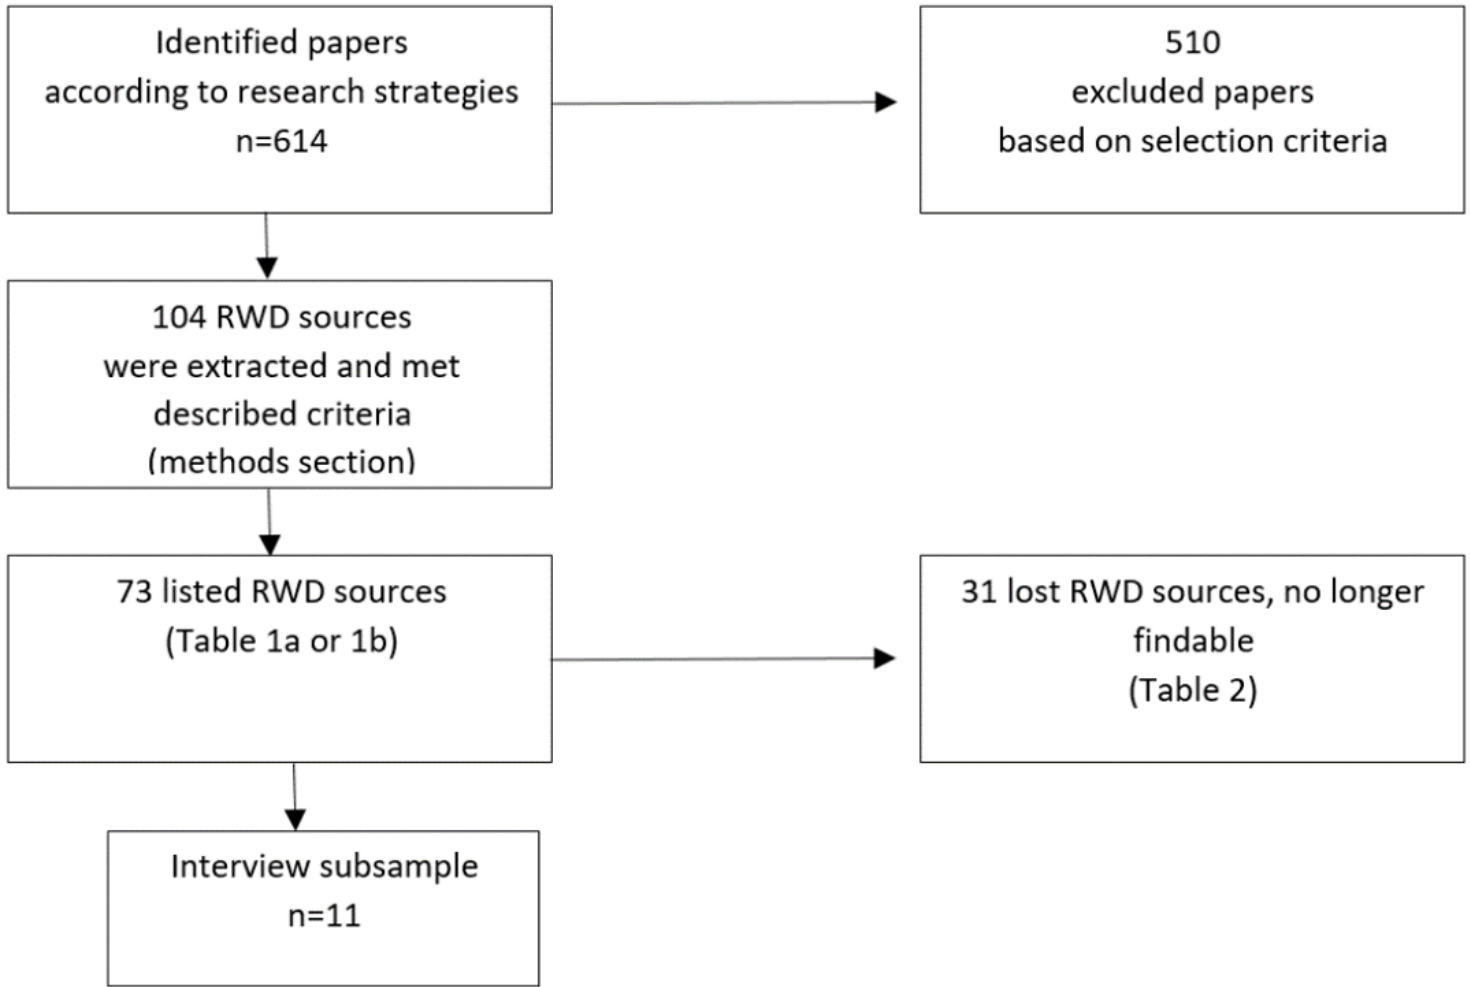 Identified papers
according to research strategies
n=614
510
excluded papers
based on selection criteria
104 RWD sources
were extracted and met
described criteria
(methods section)
73 listed RWD sources
(Table 1a or 1b)
31 lost RWD sources, no longer
findable
(Table 2)
Interview subsample
n=11